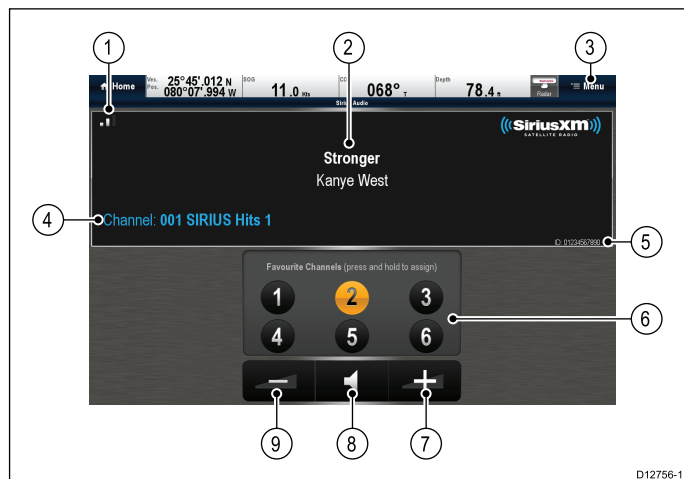 1 2 3
Home Ves. Pos. 25°45'.012 N 080°07'.994 W SOG 11.0 Kts 068° T Depth 78.4 ft Radar Menu
Sirius Audio
((SiriusXM))
SATELLITE RADIO
Stronger
Kanye West
4 Channel: 001 SIRIUS Hits 1
ID: 01234567890 5
Favourite Channels (press and hold to assign)
1 2 3
6
4 5 6
− +
9 8 7
D12756-1